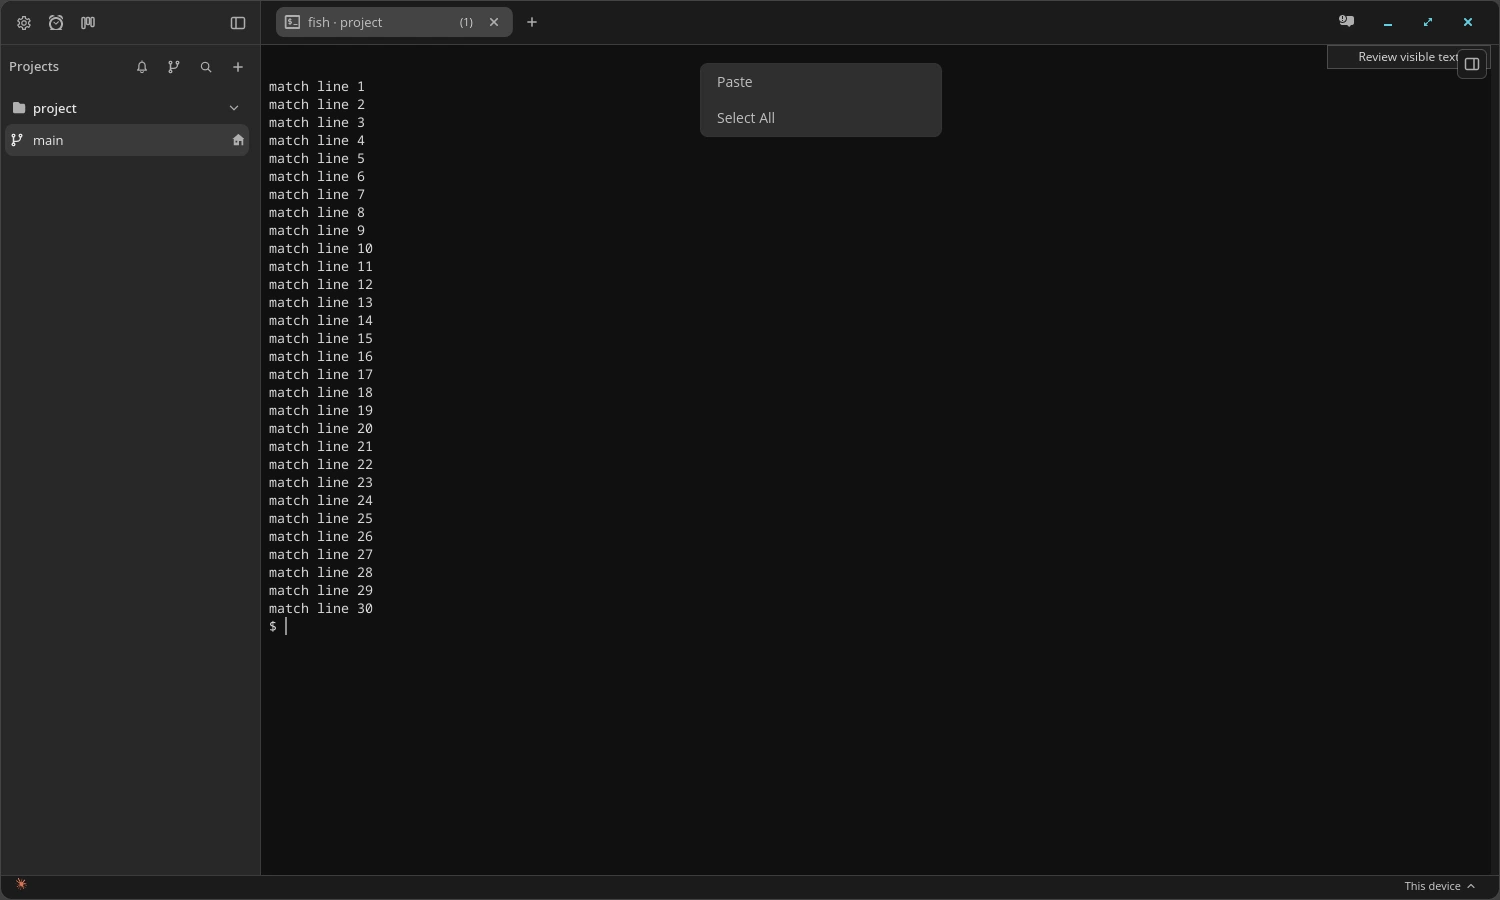 fish · project (1)
Projects
Review visible text
project
main
Paste
Select All
match line 1
match line 2
match line 3
match line 4
match line 5
match line 6
match line 7
match line 8
match line 9
match line 10
match line 11
match line 12
match line 13
match line 14
match line 15
match line 16
match line 17
match line 18
match line 19
match line 20
match line 21
match line 22
match line 23
match line 24
match line 25
match line 26
match line 27
match line 28
match line 29
match line 30
$
This device